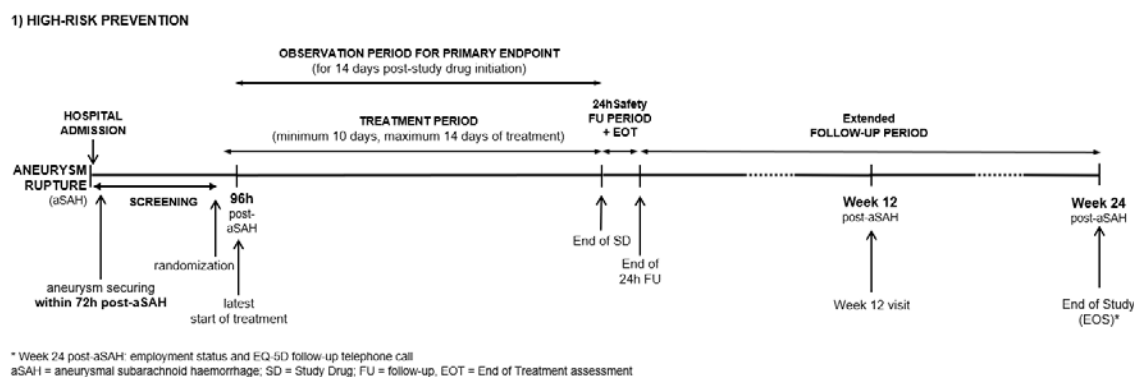 1) HIGH-RISK PREVENTION
OBSERVATION PERIOD FOR PRIMARY ENDPOINT
(for 14 days post-study drug initiation)
HOSPITAL
ADMISSION
TREATMENT PERIOD
(minimum 10 days, maximum 14 days of treatment)
24hSafety
FU PERIOD
+ EOT
Extended
FOLLOW-UP PERIOD
ANEURYSM
RUPTURE
(aSAH)
SCREENING
96h
post-
aSAH
Week 12
post-aSAH
Week 24
post-aSAH
randomization
End of SD
End of
24h FU
aneurysm securing
within 72h post-aSAH
latest
start of treatment
Week 12 visit
End of Study
(EOS)*
* Week 24 post-aSAH: employment status and EQ-5D follow-up telephone call
aSAH = aneurysmal subarachnoid haemorrhage; SD = Study Drug; FU = follow-up, EOT = End of Treatment assessment